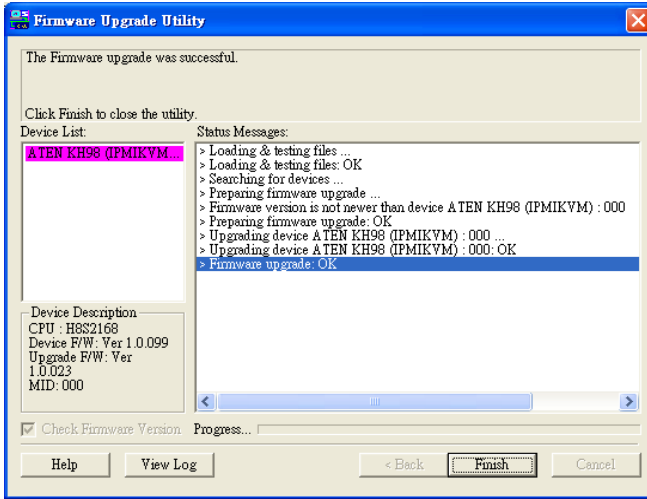 Firmware Upgrade Utility
The Firmware upgrade was successful.
Click Finish to close the utility.
Device List:
ATEN KH98 (IPMIKVM...
Status Messages:
> Loading & testing files ...
> Loading & testing files: OK
> Searching for devices ...
> Preparing firmware upgrade ...
> Firmware version is not newer than device ATEN KH98 (IPMIKVM) : 000
> Preparing firmware upgrade: OK
> Upgrading device ATEN KH98 (IPMIKVM) : 000 ...
> Upgrading device ATEN KH98 (IPMIKVM) : 000: OK
> Firmware upgrade: OK
Device Description
CPU : H8S2168
Device F/W: Ver 1.0.099
Upgrade F/W: Ver
1.0.023
MID: 000
Check Firmware Version
Progress...
Help
View Log
< Back
Finish
Cancel